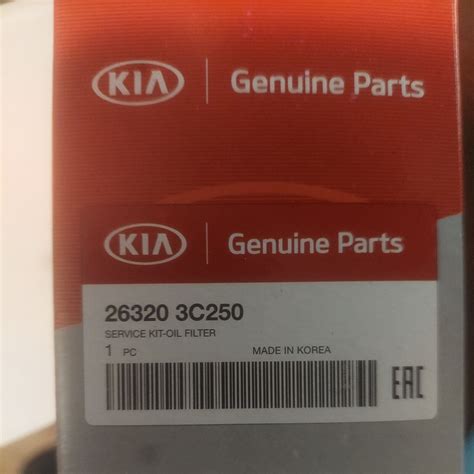 KIA Genuine Parts
KIA Genuine Parts
26320 3C250
SERVICE KIT-OIL FILTER
1 PC MADE IN KOREA
EAC